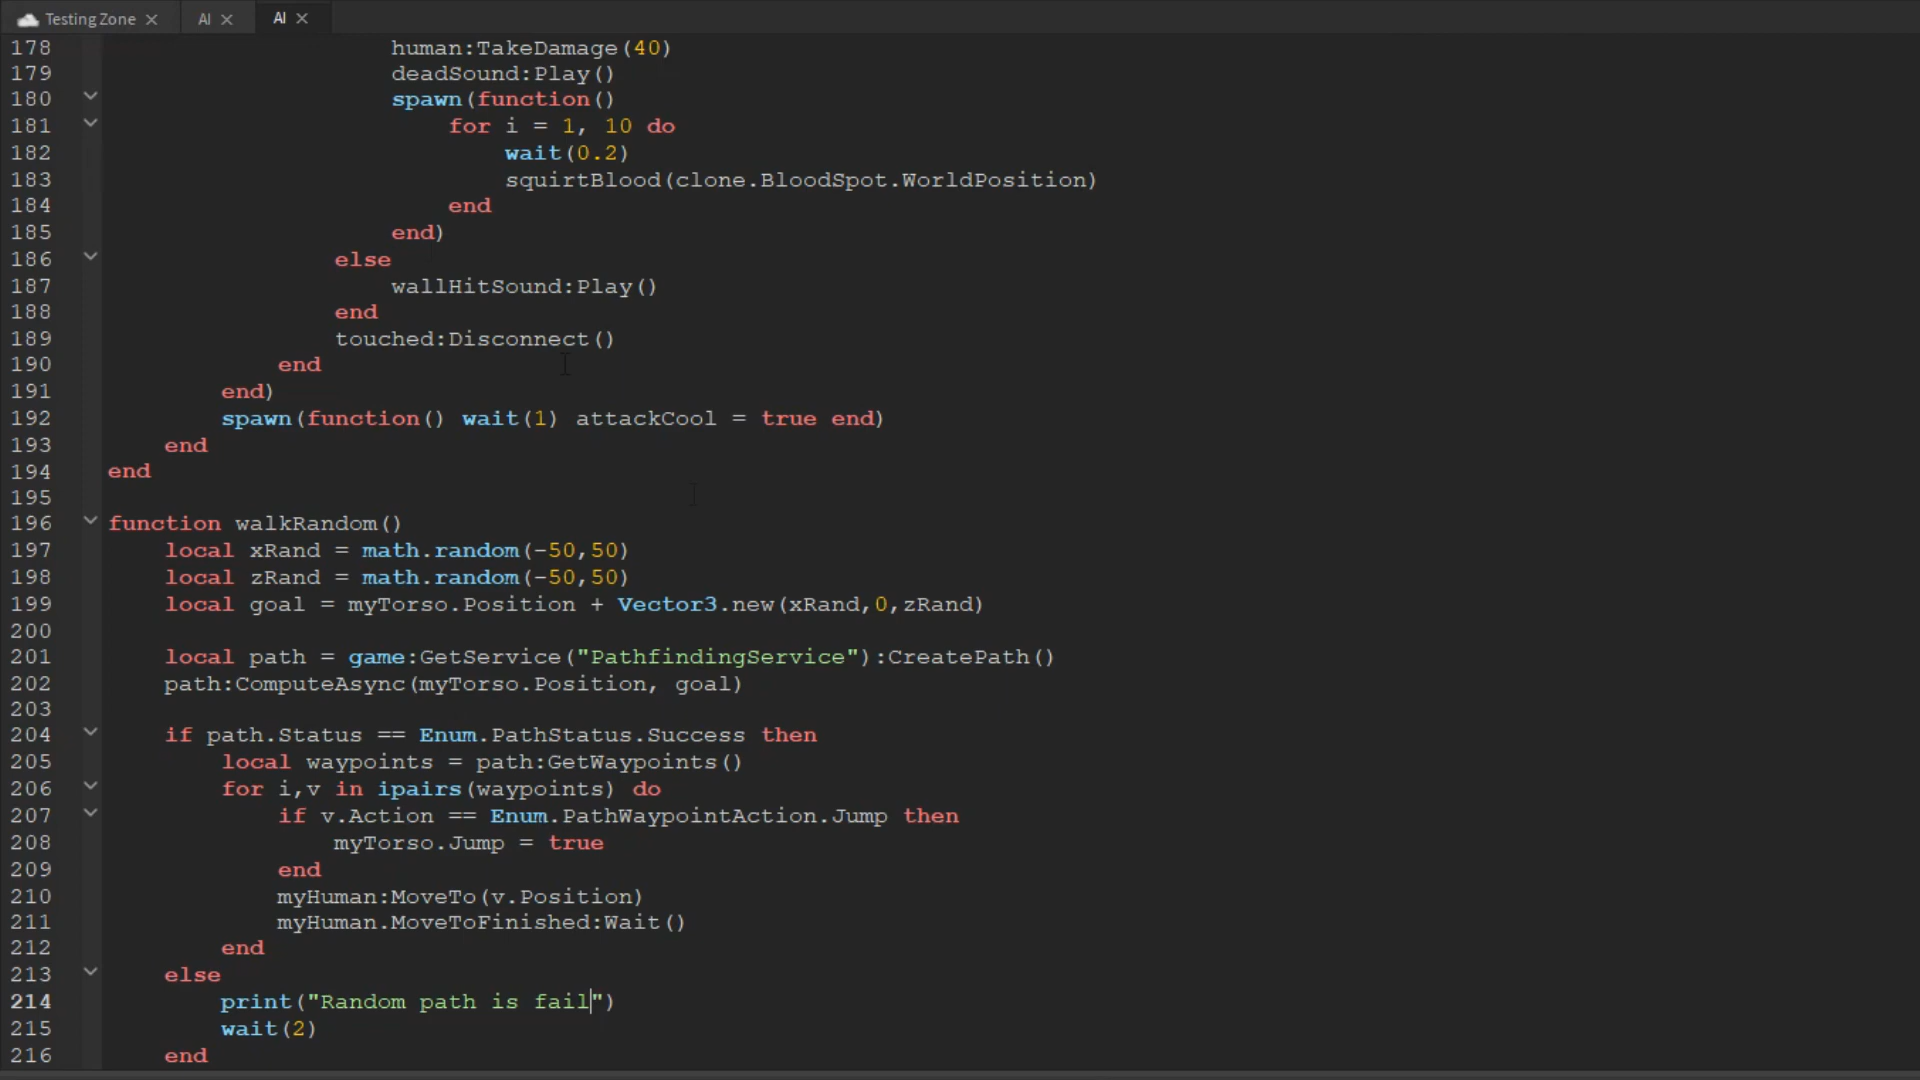 Testing Zone AI AI
178 human:TakeDamage(40)
179 deadSound:Play()
180 spawn(function()
181 for i = 1, 10 do
182 wait(0.2)
183 squirtBlood(clone.BloodSpot.WorldPosition)
184 end
185 end)
186 else
187 wallHitSound:Play()
188 end
189 touched:Disconnect()
190 end
191 end)
192 spawn(function() wait(1) attackCool = true end)
193 end
194 end
195
196 function walkRandom()
197 local xRand = math.random(-50,50)
198 local zRand = math.random(-50,50)
199 local goal = myTorso.Position + Vector3.new(xRand,0,zRand)
200
201 local path = game:GetService("PathfindingService"):CreatePath()
202 path:ComputeAsync(myTorso.Position, goal)
203
204 if path.Status == Enum.PathStatus.Success then
205 local waypoints = path:GetWaypoints()
206 for i,v in ipairs(waypoints) do
207 if v.Action == Enum.PathWaypointAction.Jump then
208 myTorso.Jump = true
209 end
210 myHuman:MoveTo(v.Position)
211 myHuman.MoveToFinished:Wait()
212 end
213 else
214 print("Random path is fail")
215 wait(2)
216 end